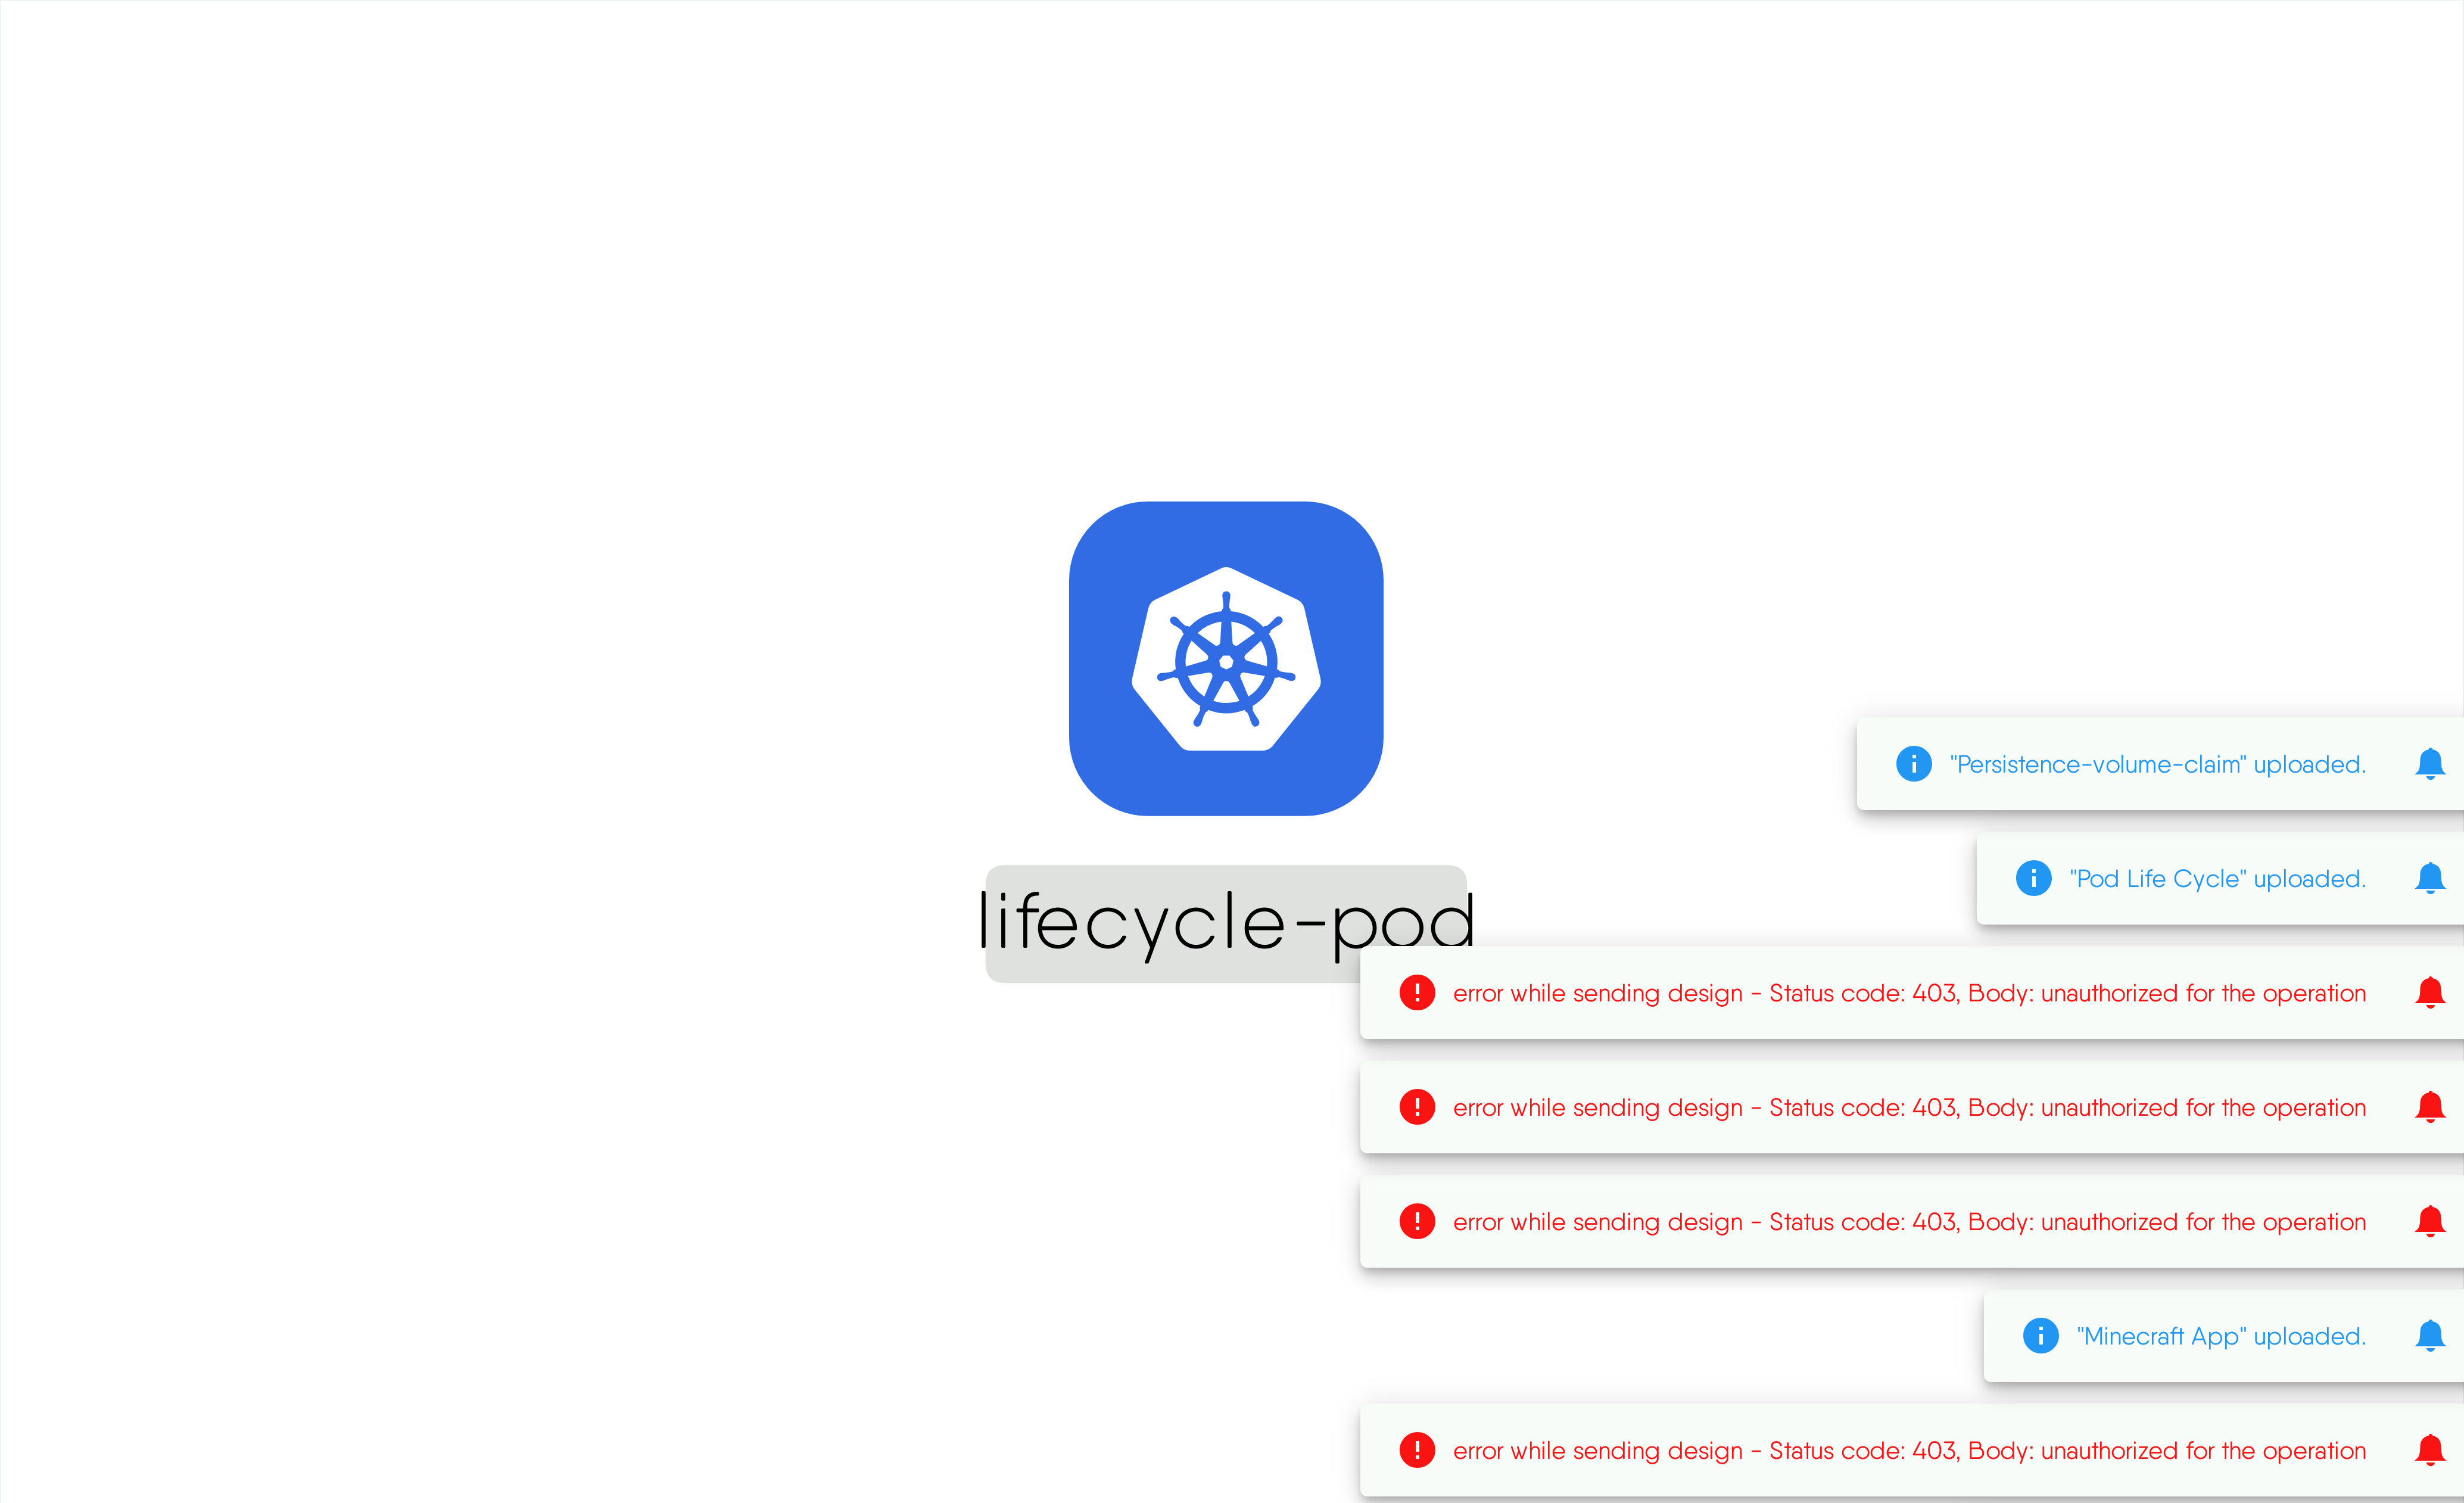 "Persistence-volume-claim" uploaded.
"Pod Life Cycle" uploaded.
lifecycle-pod
error while sending design - Status code: 403, Body: unauthorized for the operation
error while sending design - Status code: 403, Body: unauthorized for the operation
error while sending design - Status code: 403, Body: unauthorized for the operation
"Minecraft App" uploaded.
error while sending design - Status code: 403, Body: unauthorized for the operation